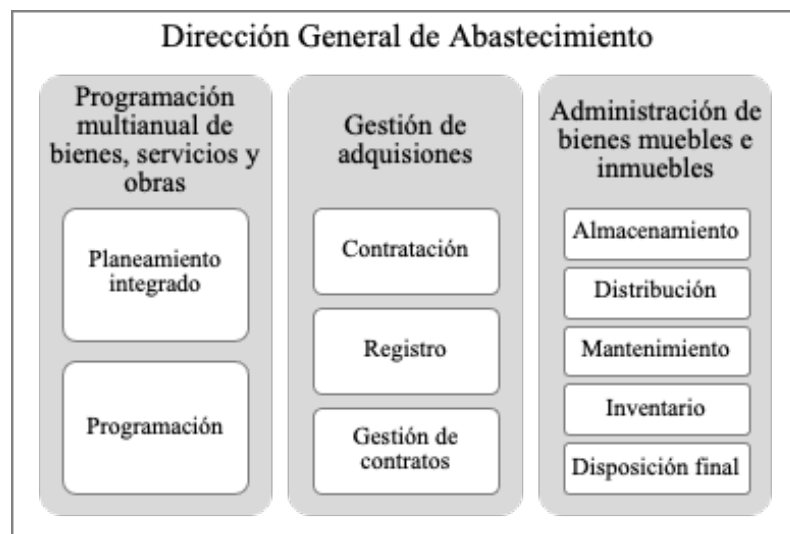 Dirección General de Abastecimiento
Programación
multianual de
bienes, servicios y
obras
Planeamiento
integrado
Programación
Gestión de
adquisiones
Contratación
Registro
Gestión de
contratos
Administración de
bienes muebles e
inmuebles
Almacenamiento
Distribución
Mantenimiento
Inventario
Disposición final